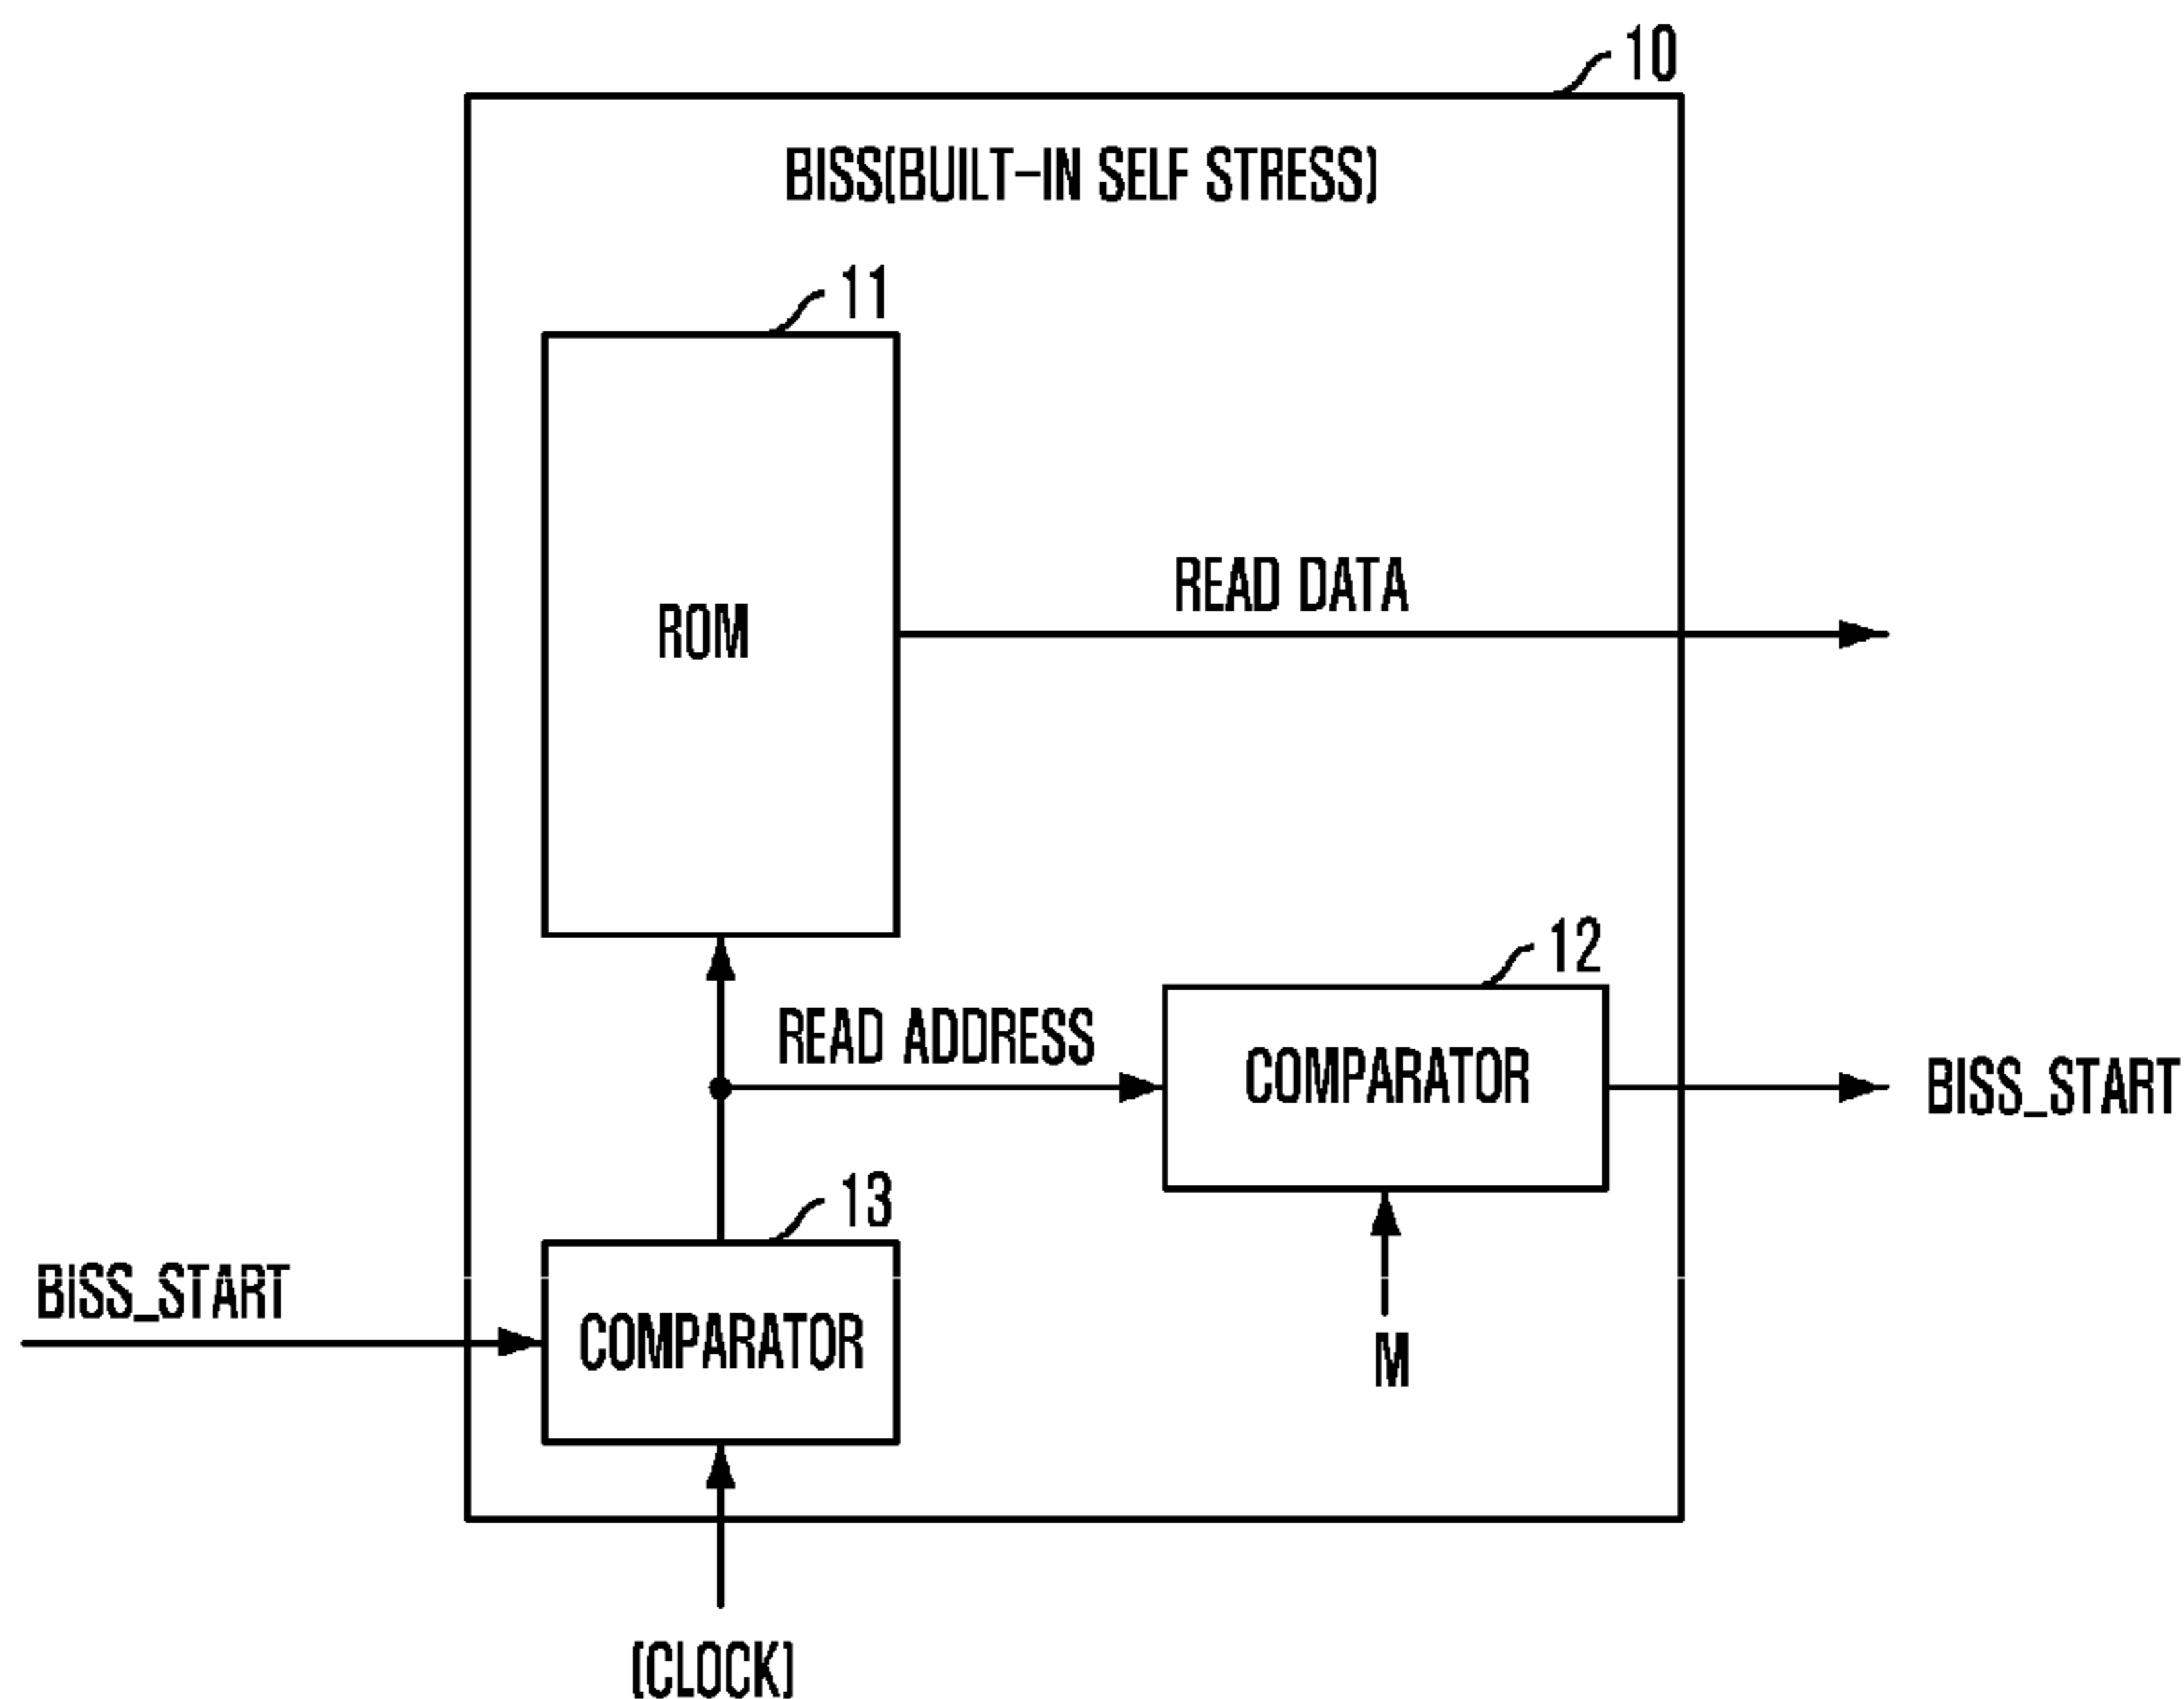 10
BISS(BUILT-IN SELF STRESS)
11
READ DATA
ROM
12
READ ADDRESS
COMPARATOR
BISS_START
13
BISS_START
COMPARATOR
M
(CLOCK)